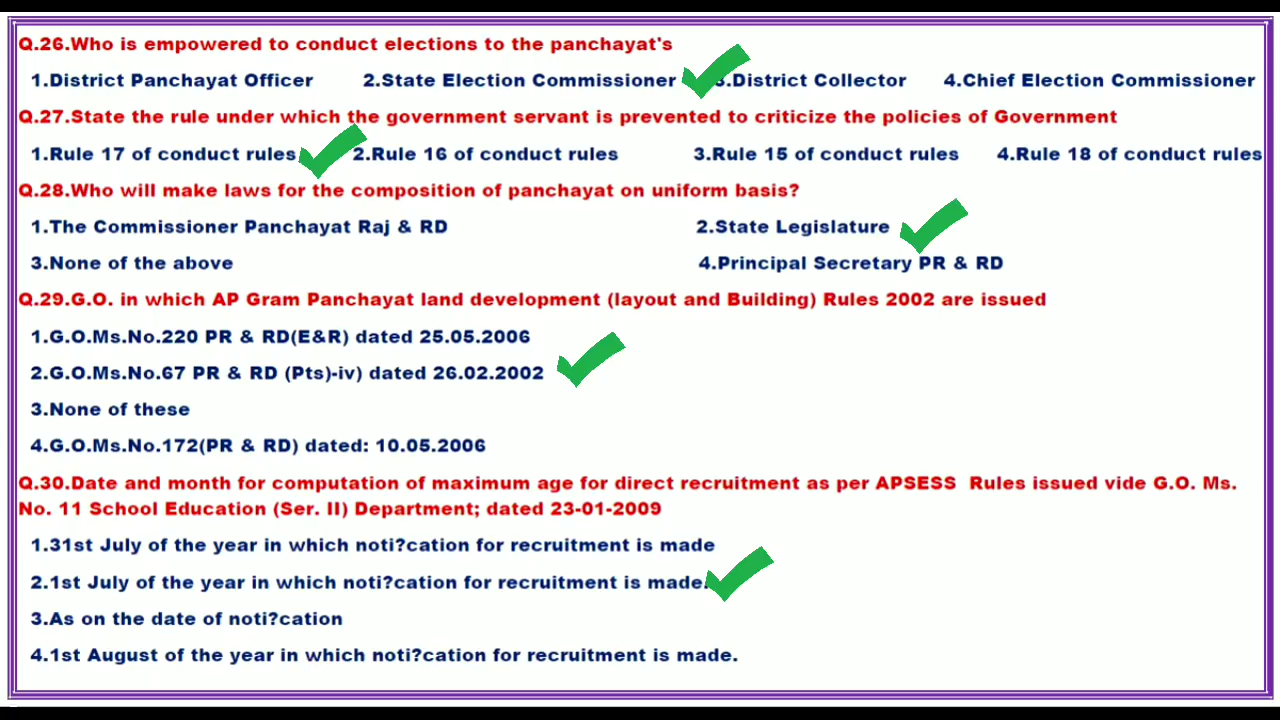 Q.26.Who is empowered to conduct elections to the panchayat's
1.District Panchayat Officer 2.State Election Commissioner 3.District Collector 4.Chief Election Commissioner
Q.27.State the rule under which the government servant is prevented to criticize the policies of Government
1.Rule 17 of conduct rules 2.Rule 16 of conduct rules 3.Rule 15 of conduct rules 4.Rule 18 of conduct rules
Q.28.Who will make laws for the composition of panchayat on uniform basis?
1.The Commissioner Panchayat Raj & RD 2.State Legislature
3.None of the above 4.Principal Secretary PR & RD
Q.29.G.O. in which AP Gram Panchayat land development (layout and Building) Rules 2002 are issued
1.G.O.Ms.No.220 PR & RD(E&R) dated 25.05.2006
2.G.O.Ms.No.67 PR & RD (Pts)-iv) dated 26.02.2002
3.None of these
4.G.O.Ms.No.172(PR & RD) dated: 10.05.2006
Q.30.Date and month for computation of maximum age for direct recruitment as per APSESS Rules issued vide G.O. Ms.
No. 11 School Education (Ser. II) Department; dated 23-01-2009
1.31st July of the year in which noti?cation for recruitment is made
2.1st July of the year in which noti?cation for recruitment is made.
3.As on the date of noti?cation
4.1st August of the year in which noti?cation for recruitment is made.